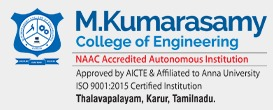 M.Kumarasamy
College of Engineering
NAAC Accredited Autonomous Institution
Approved by AICTE & Affiliated to Anna University
ISO 9001:2015 Certified Institution
Thalavapalayam, Karur, Tamilnadu.